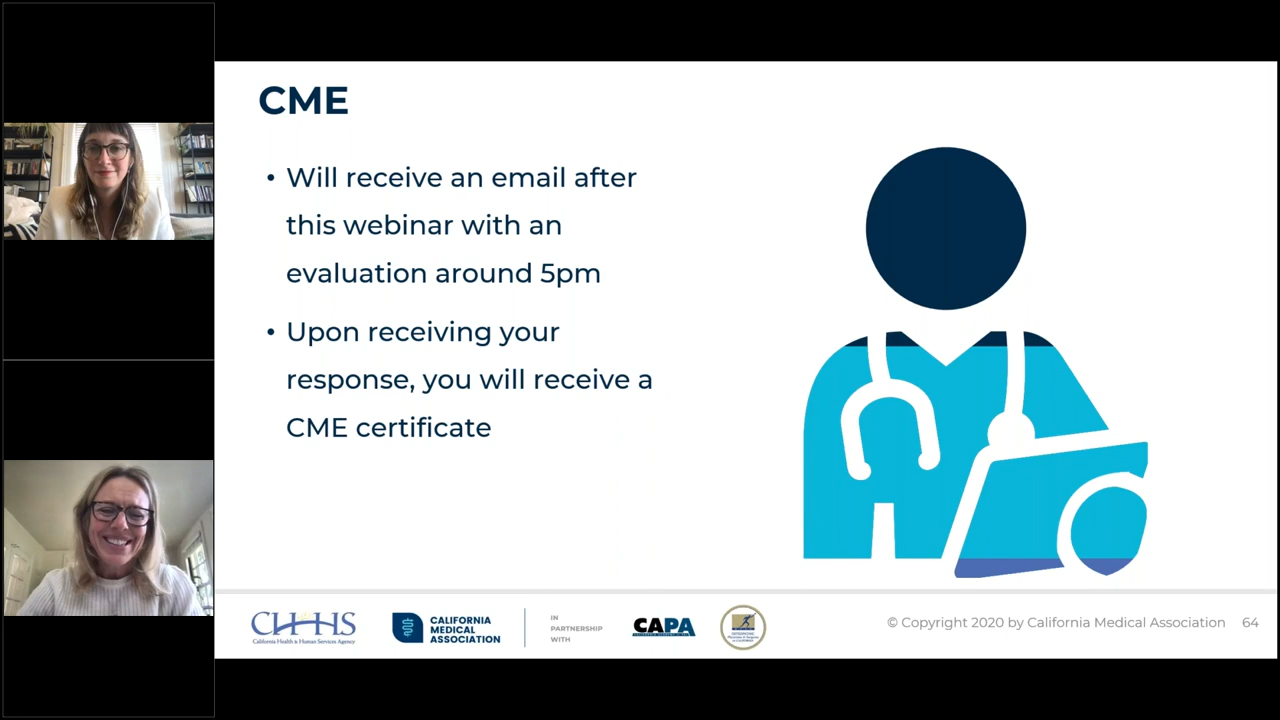 CME
• Will receive an email after
this webinar with an
evaluation around 5pm
• Upon receiving your
response, you will receive a
CME certificate
CHHS
California Health & Human Services Agency
CALIFORNIA
MEDICAL
ASSOCIATION
IN
PARTNERSHIP
WITH
CAPA
© Copyright 2020 by California Medical Association 64